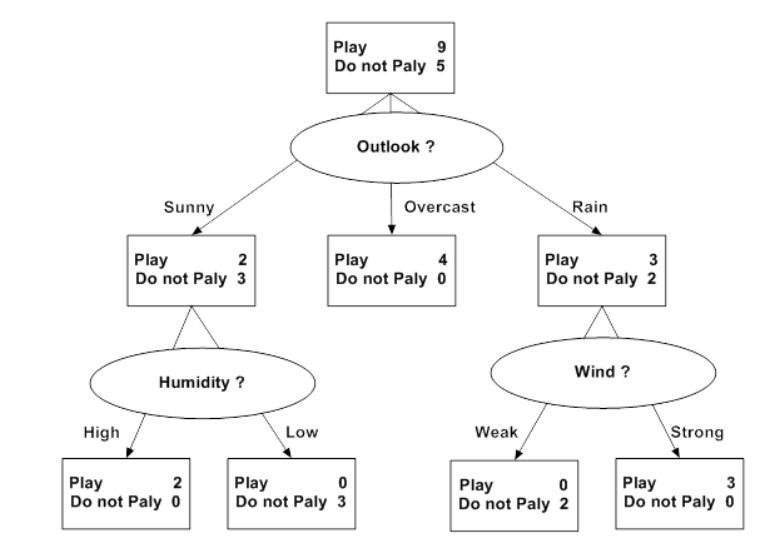 Play 9
Do not Paly 5
Outlook ?
Sunny
Overcast
Rain
Play 2
Do not Paly 3
Play 4
Do not Paly 0
Play 3
Do not Paly 2
Humidity ?
Wind ?
High
Low
Weak
Strong
Play 2
Do not Paly 0
Play 0
Do not Paly 3
Play 0
Do not Paly 2
Play 3
Do not Paly 0